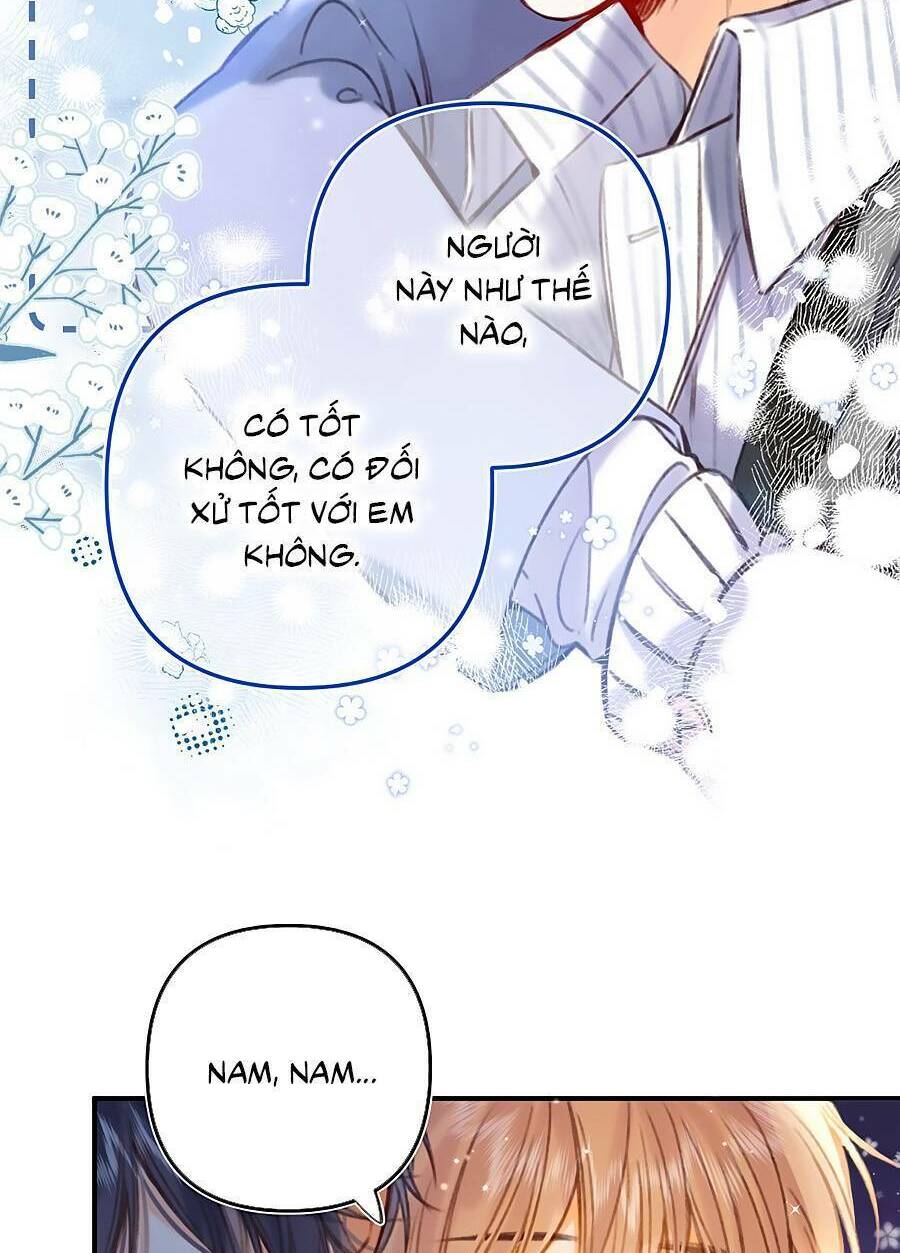 NGƯỜI
NÀY NHƯ THẾ
NÀO,
CÓ TỐT
KHÔNG, CÓ ĐỐI
XỬ TỐT VỚI EM
KHÔNG.
NAM, NAM...